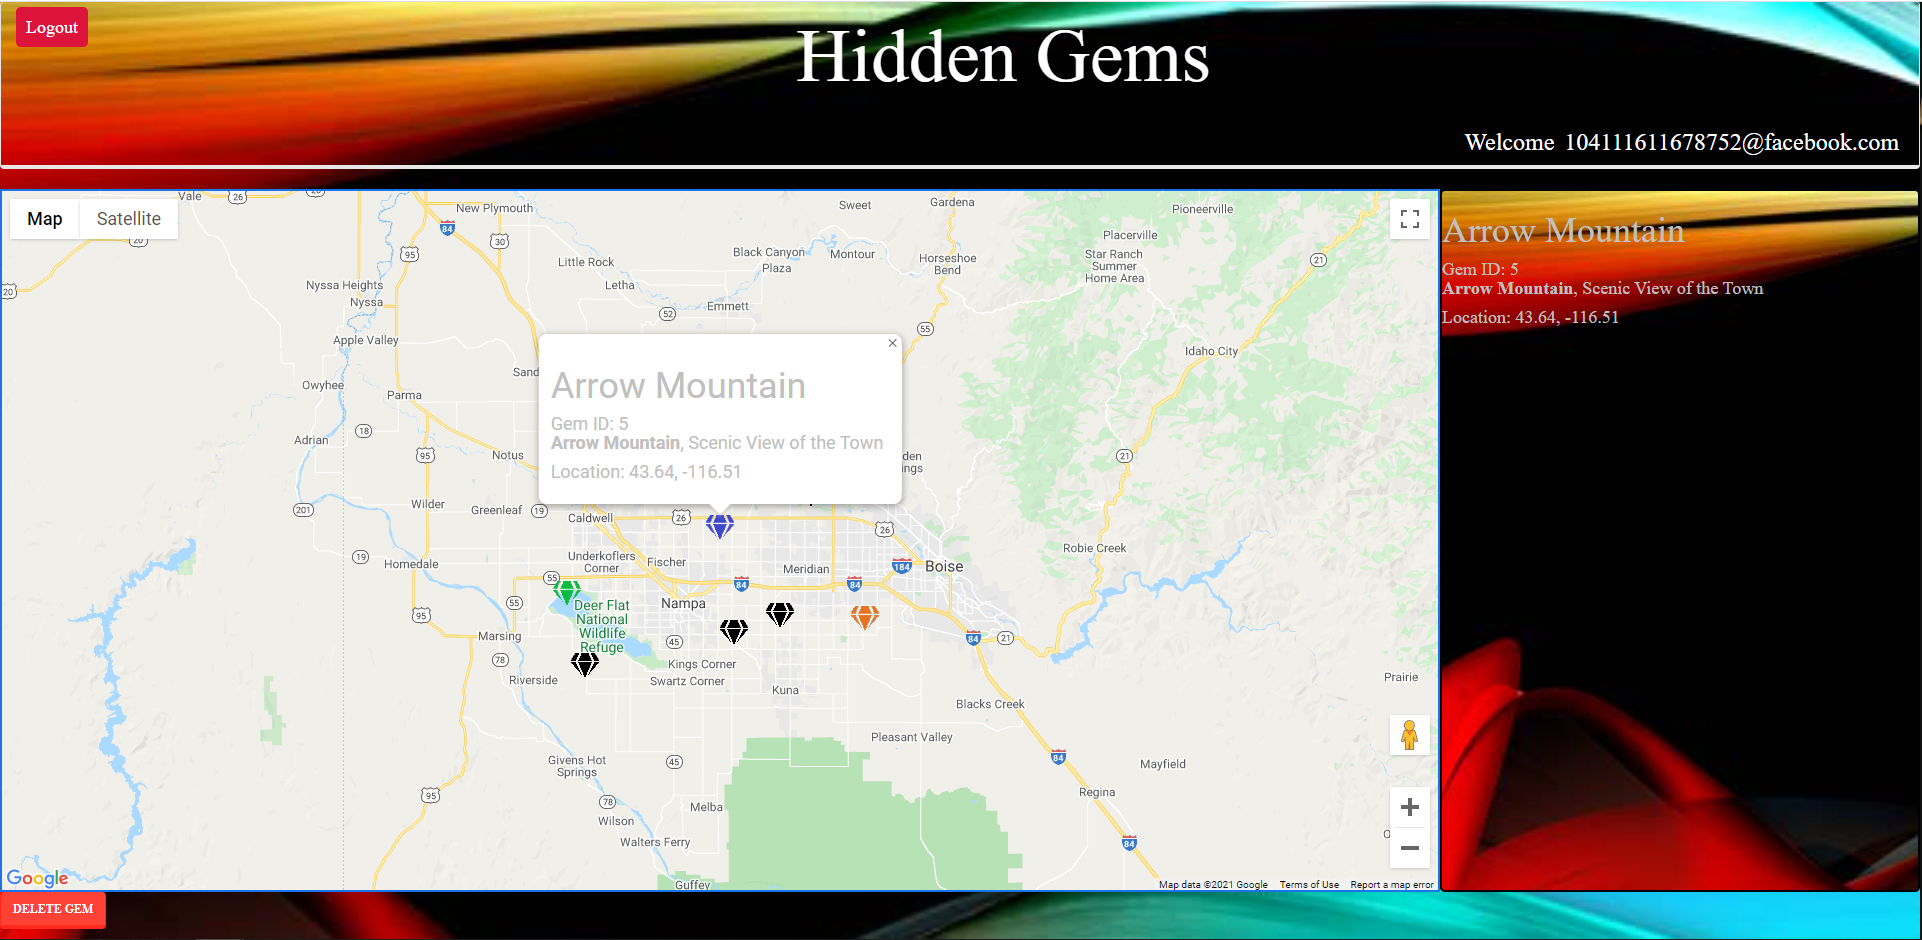 Logout
Hidden Gems
Welcome 104111611678752@facebook.com
Map
Satellite
Vale
26
20
20
20
New Plymouth
84
30
95
Sweet
Gardena
Pioneerville
Placerville
Star Ranch
Summer
Home Area
21
Black Canyon
Plaza
Montour
Horseshoe
Bend
Little Rock
Letha
Nyssa Heights
Nyssa
Emmett
52
55
Apple Valley
Idaho City
Owyhee
Parma
Sand
Arrow Mountain
Gem ID: 5
Arrow Mountain, Scenic View of the Town
Location: 43.64, -116.51
Adrian
18
95
Notus
den
ngs
21
201
Wilder
Greenleaf
19
Caldwell
26
26
19
Homedale
Underkoflers
Corner
Fischer
Meridian
184
Boise
Robie Creek
55
84
84
Deer Flat
National
Wildlife
Refuge
Nampa
55
95
Marsing
45
84
21
78
Riverside
Kings Corner
Swartz Corner
Kuna
Prairie
Blacks Creek
Pleasant Valley
Givens Hot
Springs
45
84
Mayfield
95
78
Melba
Regina
Wilson
Walters Ferry
84
Guffey
Google
Map data ©2021 Google
Terms of Use
Report a map error
Arrow Mountain
Gem ID: 5
Arrow Mountain, Scenic View of the Town
Location: 43.64, -116.51
DELETE GEM